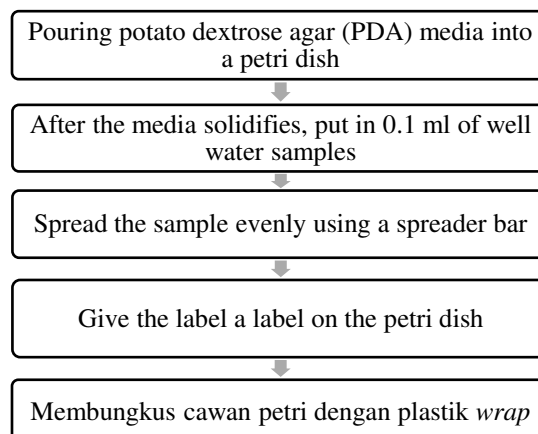 Pouring potato dextrose agar (PDA) media into
a petri dish
After the media solidifies, put in 0.1 ml of well
water samples
Spread the sample evenly using a spreader bar
Give the label a label on the petri dish
Membungkus cawan petri dengan plastik wrap